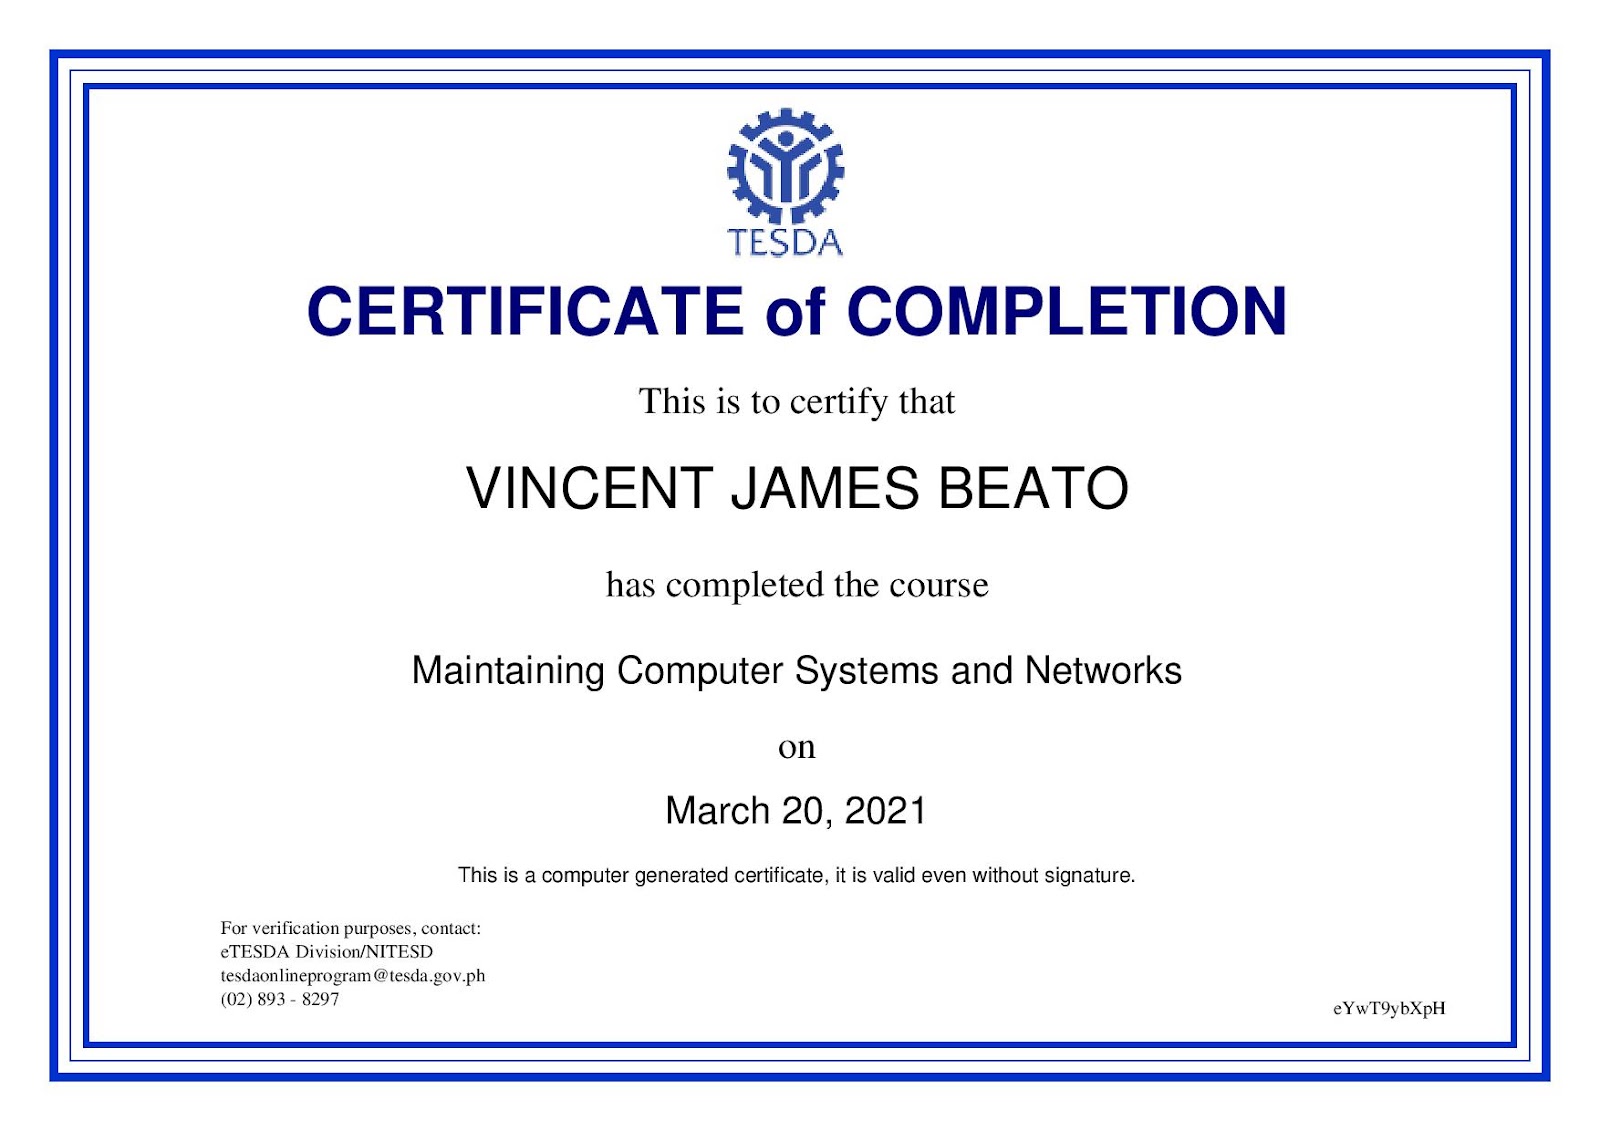 TESDA
CERTIFICATE of COMPLETION
This is to certify that
VINCENT JAMES BEATO
has completed the course
Maintaining Computer Systems and Networks
on
March 20, 2021
This is a computer generated certificate, it is valid even without signature.
For verification purposes, contact:
eTESDA Division/NITESD
tesdaonlineprogram@tesda.gov.ph
(02) 893 - 8297
eYwT9ybXpH